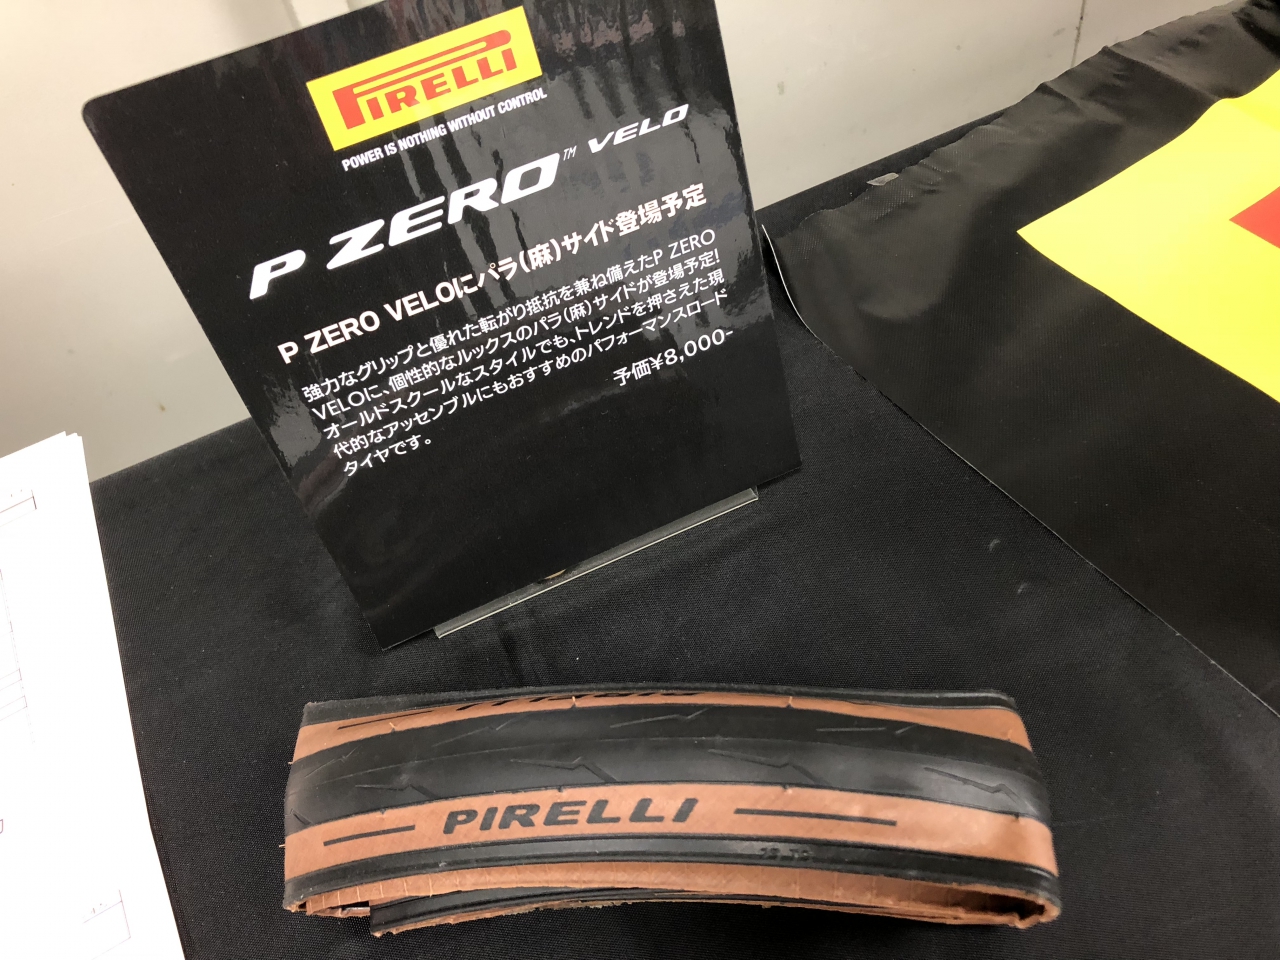 PIRELLI
POWER IS NOTHING WITHOUT CONTROL
P ZERO™ VELO
P ZERO VELOにパラ(麻)サイド登場予定
強力なグリップと優れた転がり抵抗を兼ね備えたP ZERO
VELOに、個性的なルックスのパラ(麻)サイドが登場予定!
オールドスクールなスタイルでも、トレンドを押さえた現
代的なアッセンブルにもおすすめのパフォーマンスロード
タイヤです。
予価¥8,000-
PIRELLI